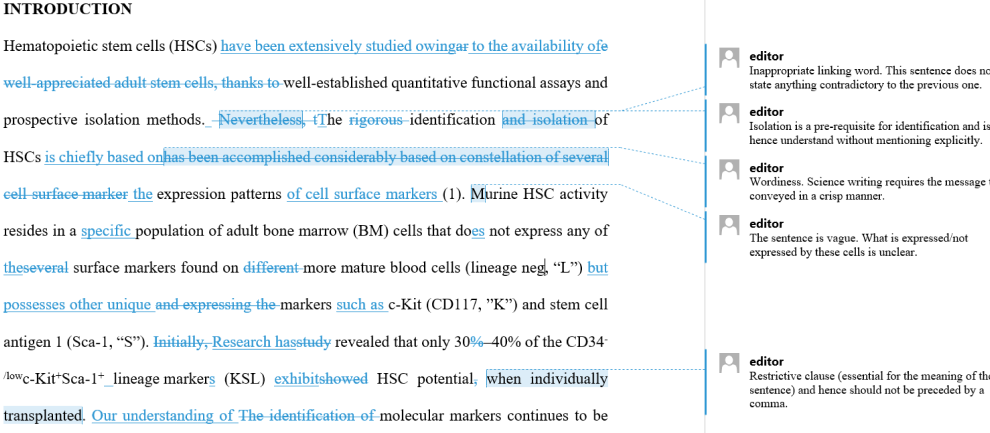 INTRODUCTION
Hematopoietic stem cells (HSCs) have been extensively studied owingar to the availability ofe
well-appreciated adult stem cells, thanks to well-established quantitative functional assays and
prospective isolation methods. Nevertheless, tThe rigorous identification and isolation of
HSCs is chiefly based onhas been accomplished considerably based on constellation of several
cell surface marker the expression patterns of cell surface markers (1). Murine HSC activity
resides in a specific population of adult bone marrow (BM) cells that does not express any of
theseveral surface markers found on different more mature blood cells (lineage neg, “L”) but
possesses other unique and expressing the markers such as c-Kit (CD117, ”K”) and stem cell
antigen 1 (Sca-1, “S”). Initially, Research hasstudy revealed that only 30%–40% of the CD34-
/lowc-Kit+Sca-1+ lineage markers (KSL) exhibitshowed HSC potential, when individually
transplanted. Our understanding of The identification of molecular markers continues to be
editor
Inappropriate linking word. This sentence does no
state anything contradictory to the previous one.
editor
Isolation is a pre-requisite for identification and is
hence understand without mentioning explicitly.
editor
Wordiness. Science writing requires the message t
conveyed in a crisp manner.
editor
The sentence is vague. What is expressed/not
expressed by these cells is unclear.
editor
Restrictive clause (essential for the meaning of th
sentence) and hence should not be preceded by a
comma.